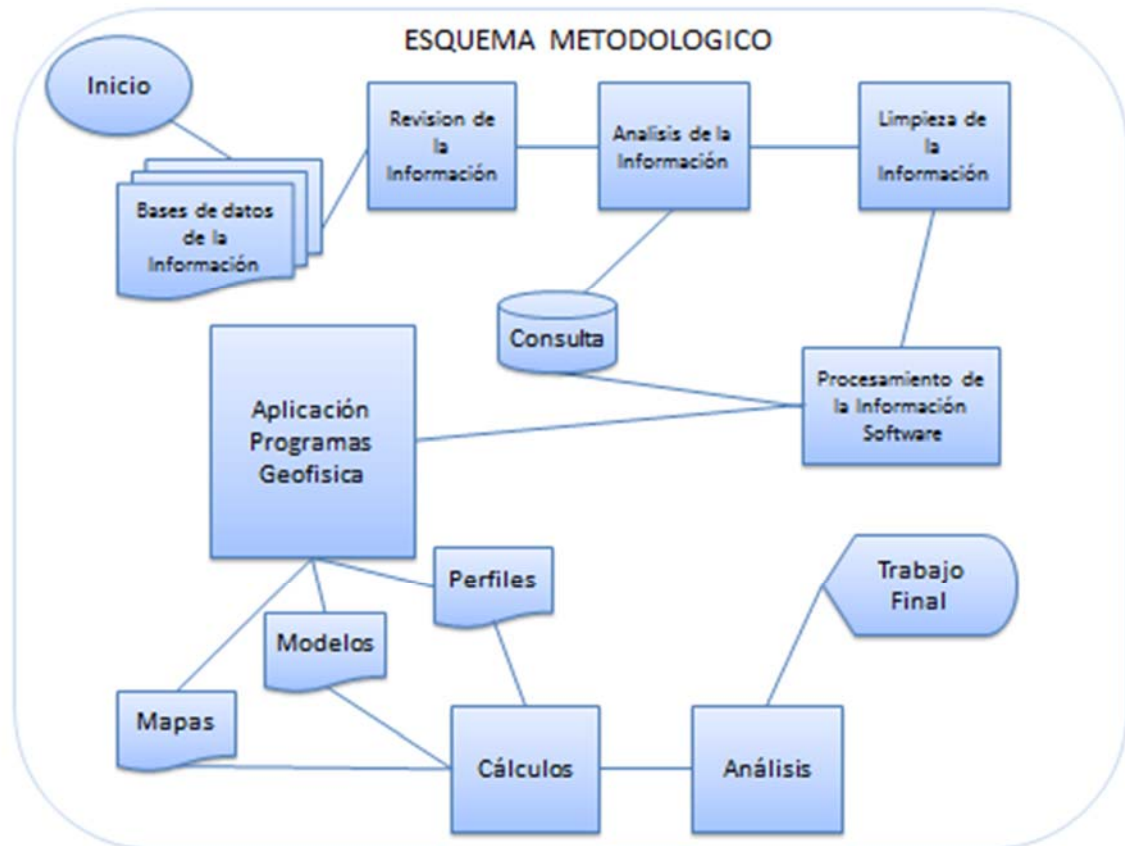 ESQUEMA METODOLOGICO
Inicio
Bases de datos
de la
Información
Revision de
la
Información
Analisis de la
Información
Limpieza de
la
Información
Consulta
Procesamiento de
la Información
Software
Aplicación
Programas
Geofisica
Perfiles
Modelos
Mapas
Cálculos
Análisis
Trabajo
Final